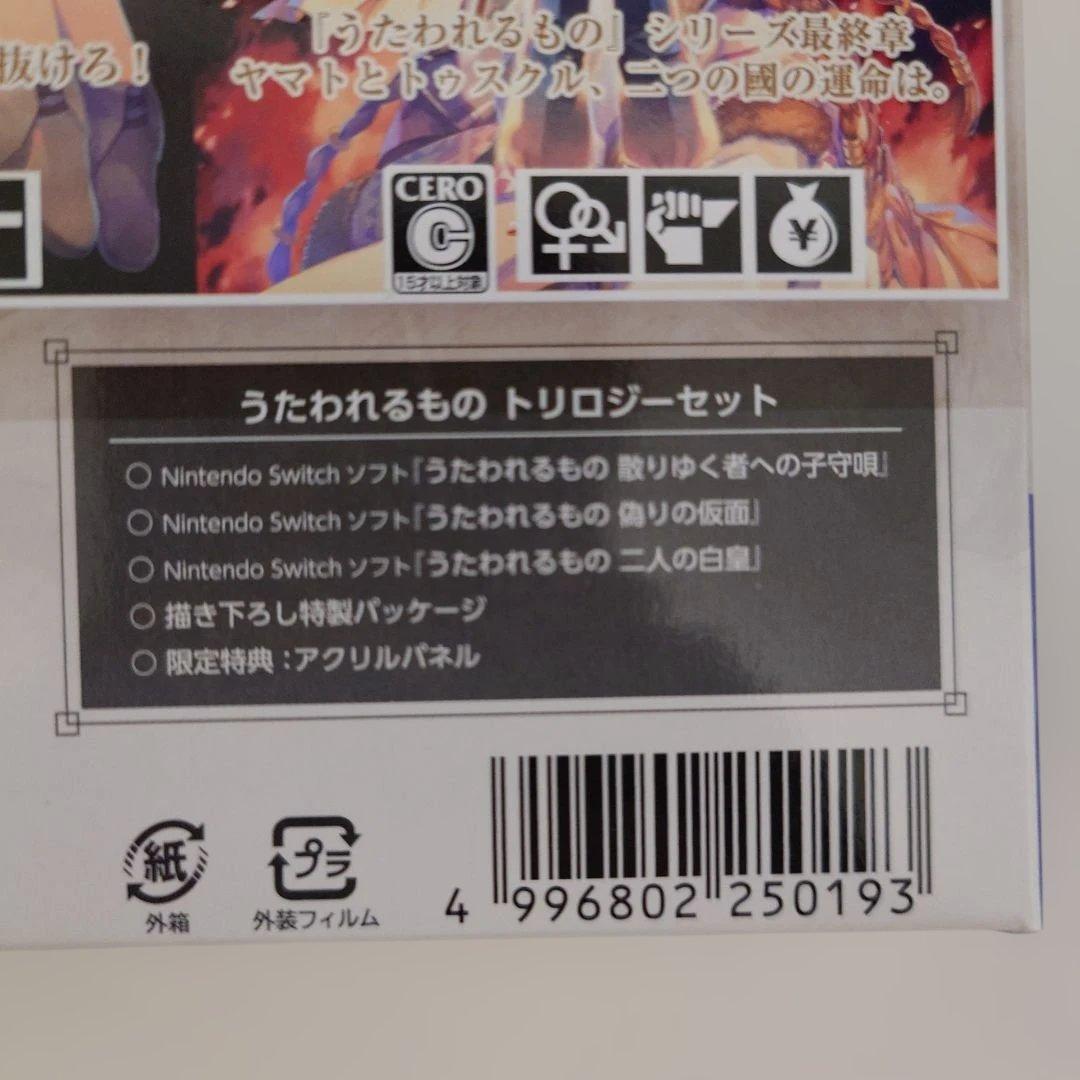 抜けろ！
『うたわれるもの』シリーズ最終章
ヤマトとトゥスクル、二つの國の運命は。
CERO
C
15才以上対象
¥
うたわれるもの トリロジーセット
○ Nintendo Switch ソフト『うたわれるもの 散りゆく者への子守唄』
○ Nintendo Switch ソフト『うたわれるもの 偽りの仮面』
○ Nintendo Switch ソフト『うたわれるもの 二人の白皇』
○ 描き下ろし特製パッケージ
○ 限定特典：アクリルパネル
紙
外箱
プラ
外装フィルム
4 996802 250193